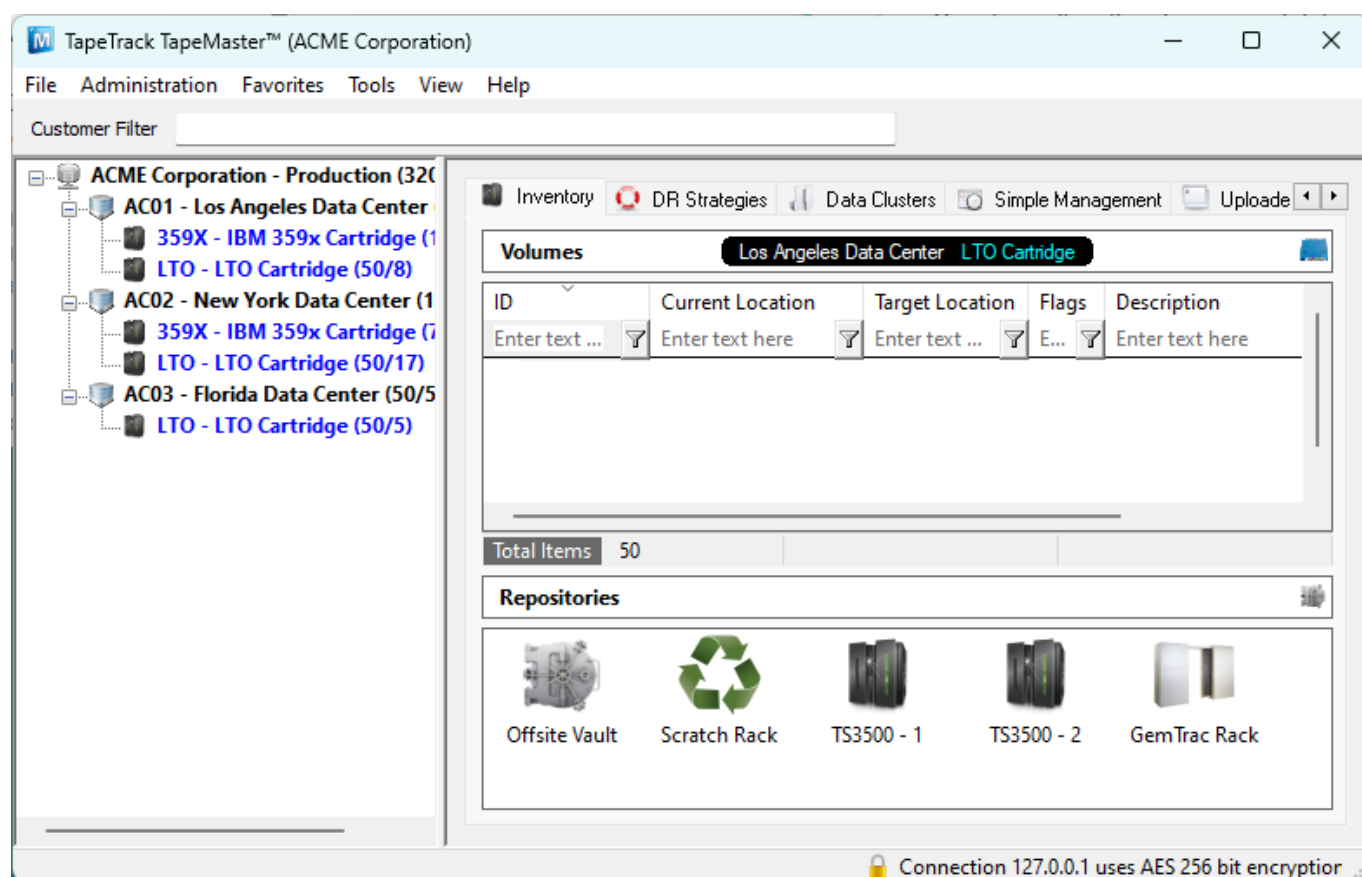 TapeTrack TapeMaster™ (ACME Corporation)
File Administration Favorites Tools View Help
Customer Filter
ACME Corporation - Production (320
AC01 - Los Angeles Data Center
359X - IBM 359x Cartridge (1
LTO - LTO Cartridge (50/8)
AC02 - New York Data Center (1
359X - IBM 359x Cartridge (7
LTO - LTO Cartridge (50/17)
AC03 - Florida Data Center (50/5
LTO - LTO Cartridge (50/5)
Inventory DR Strategies Data Clusters Simple Management Uploade
Volumes Los Angeles Data Center LTO Cartridge
ID Current Location Target Location Flags Description
Enter text ... Enter text here Enter text ... E... Enter text here
Total Items 50
Repositories
Offsite Vault Scratch Rack TS3500 - 1 TS3500 - 2 GemTrac Rack
Connection 127.0.0.1 uses AES 256 bit encryption